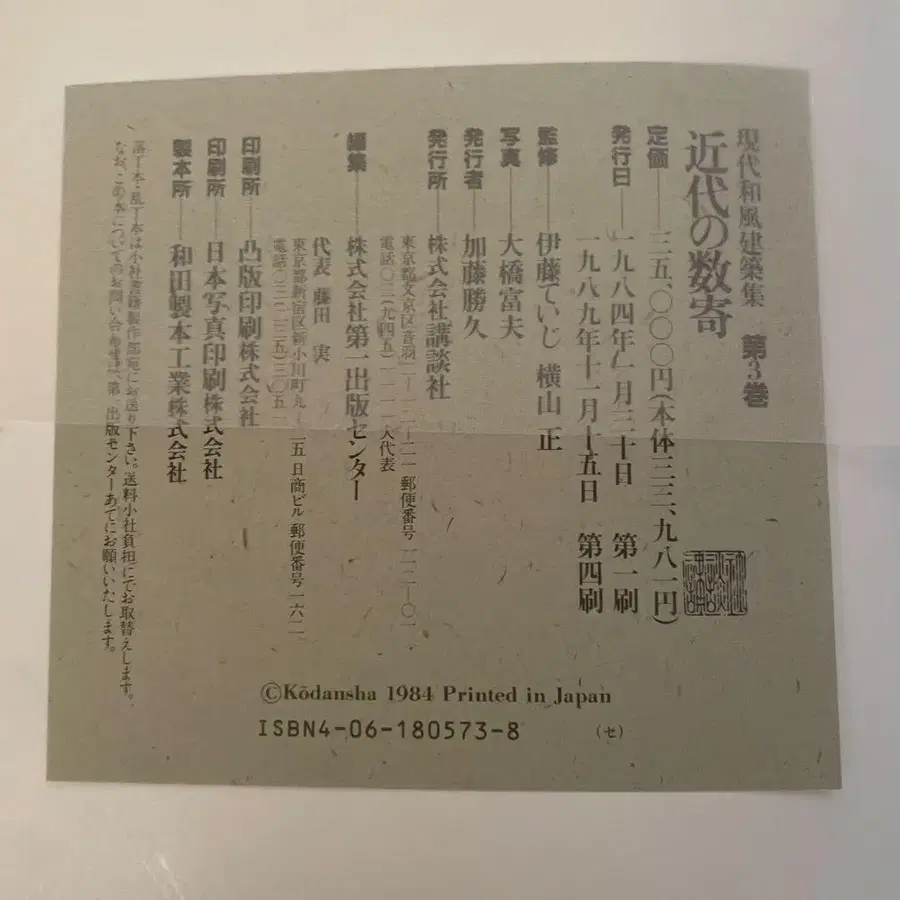 現代和風建築集 第3巻
近代の数寄
定価――三五、〇〇〇円(本体三三、九八一円)
発行日――一九八四年一月三十日 第一刷
一九八九年十一月十五日 第四刷
監修――伊藤ていじ 横山 正
写真――大橋富夫
発行者――加藤勝久
発行所――株式会社講談社
東京都文京区音羽二―一二―二一 郵便番号一一二―〇一
電話〇三(九四五)一一一一 大代表
編集――株式会社第一出版センター
代表 藤田 実
東京都新宿区新小川町 日商ビル 郵便番号一六二
電話〇三(二三五)三〇五一
印刷所――凸版印刷株式会社
印刷所――日本写真印刷株式会社
製本所――和田製本工業株式会社
落丁本・乱丁本は小社書籍製作部宛にお送り下さい。送料小社負担にてお取替えします。
なお、この本についてのお問い合わせは、第一出版センターあてにお願いいたします。
©Kōdansha 1984 Printed in Japan
ISBN4-06-180573-8 (セ)